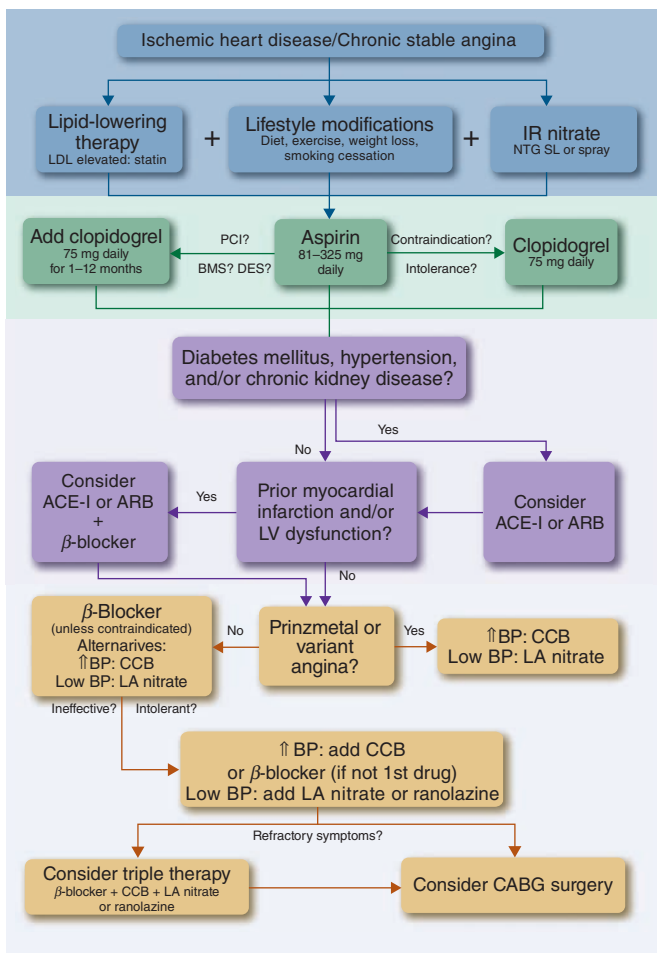 Ischemic heart disease/Chronic stable angina
Lipid-lowering
therapy
LDL elevated: statin
+
Lifestyle modifications
Diet, exercise, weight loss,
smoking cessation
+
IR nitrate
NTG SL or spray
Add clopidogrel
75 mg daily
for 1–12 months
PCI?
BMS? DES?
Aspirin
81–325 mg
daily
Contraindication?
Intolerance?
Clopidogrel
75 mg daily
Diabetes mellitus, hypertension,
and/or chronic kidney disease?
Yes
No
Consider
ACE-I or ARB
+
β-blocker
Yes
Prior myocardial
infarction and/or
LV dysfunction?
Consider
ACE-I or ARB
No
β-Blocker
(unless contraindicated)
Alternarives:
⇑BP: CCB
Low BP: LA nitrate
No
Prinzmetal or
variant
angina?
Yes
⇑BP: CCB
Low BP: LA nitrate
Ineffective?
Intolerant?
⇑BP: add CCB
or β-blocker (if not 1st drug)
Low BP: add LA nitrate or ranolazine
Refractory symptoms?
Consider triple therapy
β-blocker + CCB + LA nitrate
or ranolazine
Consider CABG surgery